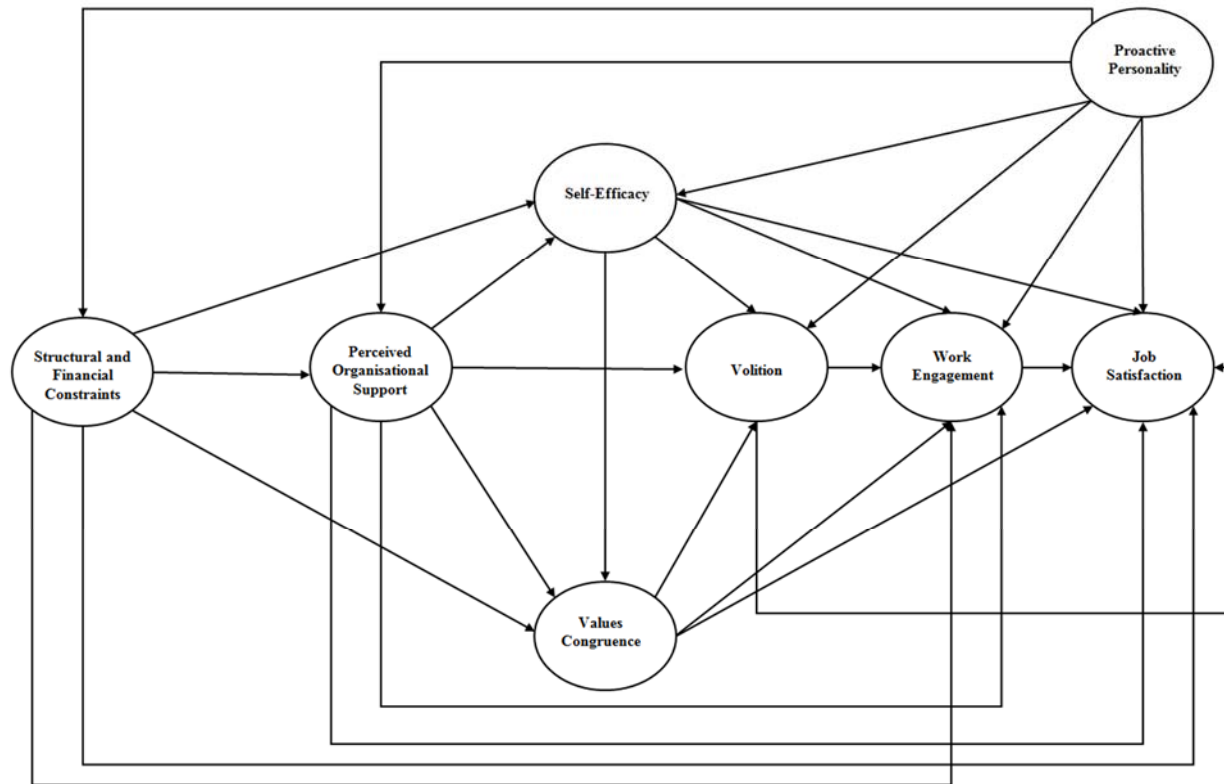 Proactive
Personality
Self-Efficacy
Structural and
Financial
Constraints
Perceived
Organisational
Support
Volition
Work
Engagement
Job
Satisfaction
Values
Congruence